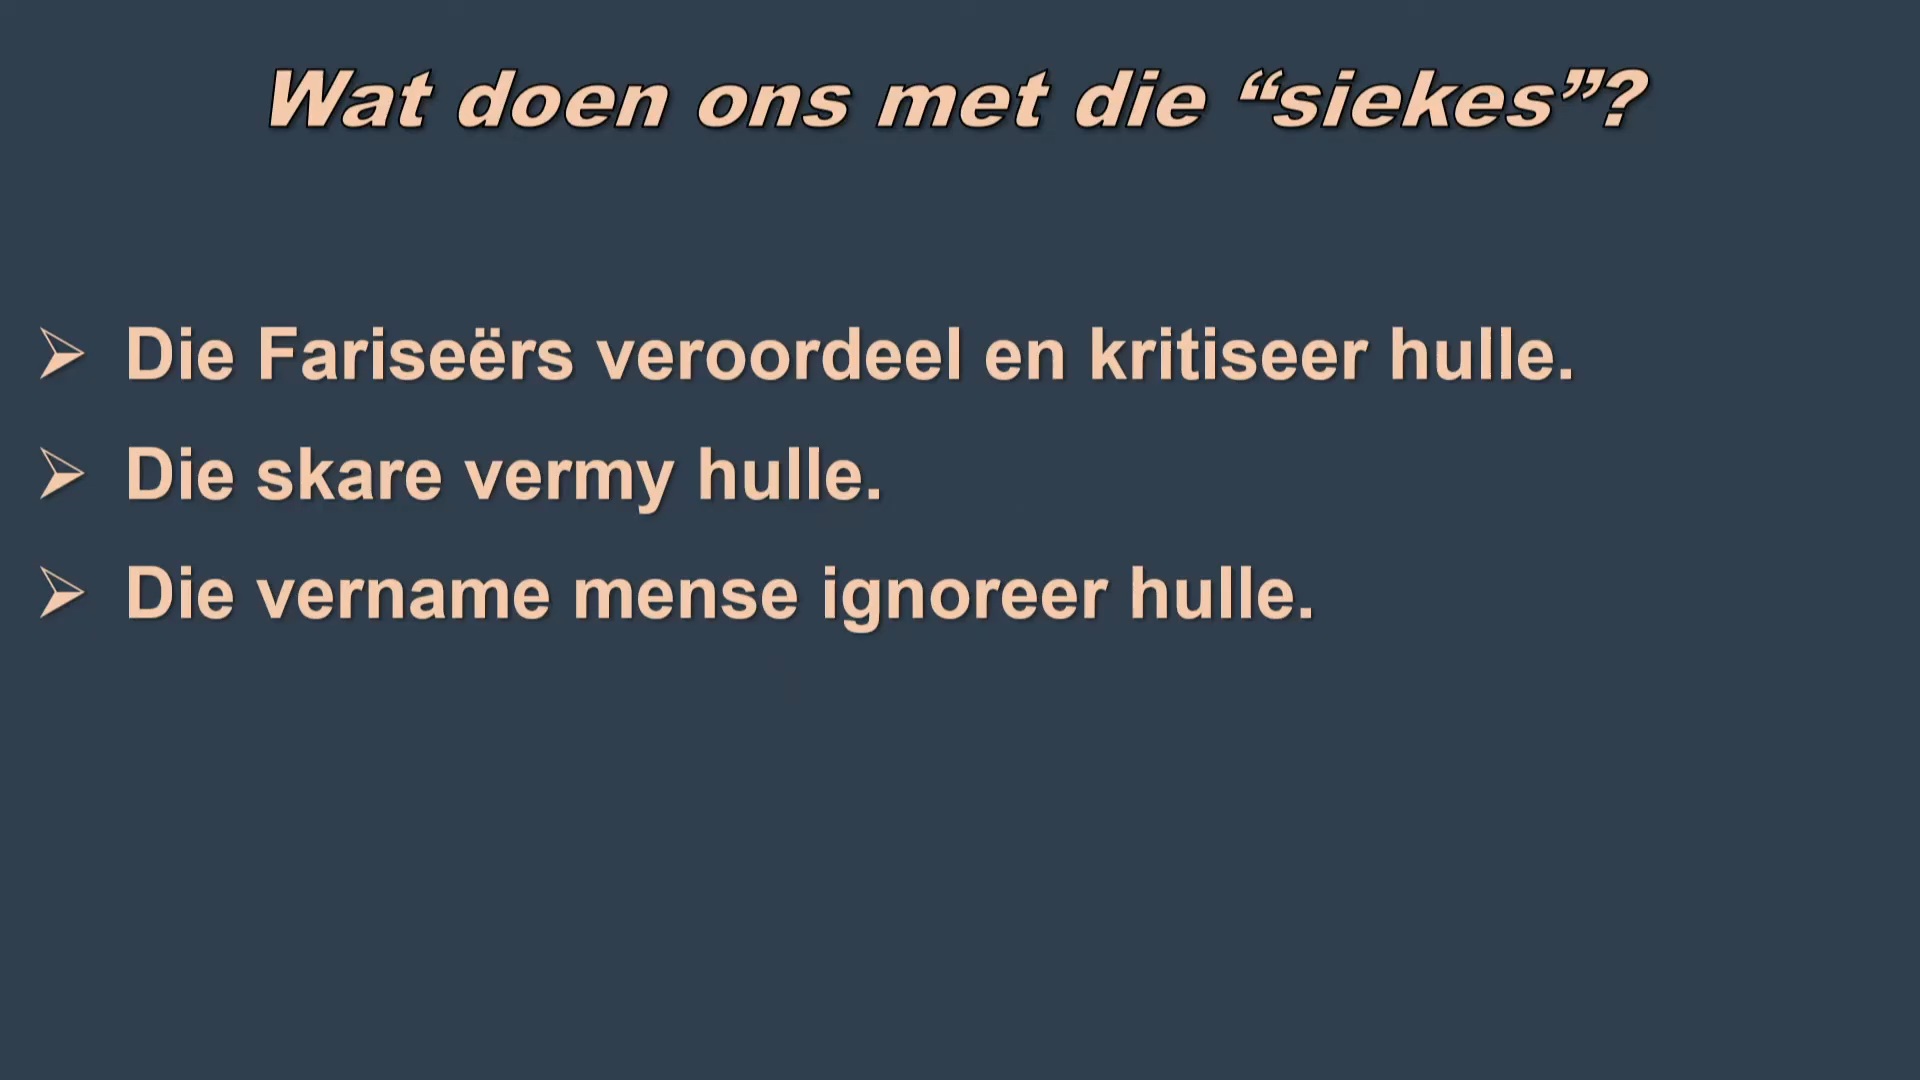 Wat doen ons met die “siekes”?
➢ Die Fariseërs veroordeel en kritiseer hulle.
➢ Die skare vermy hulle.
➢ Die vername mense ignoreer hulle.